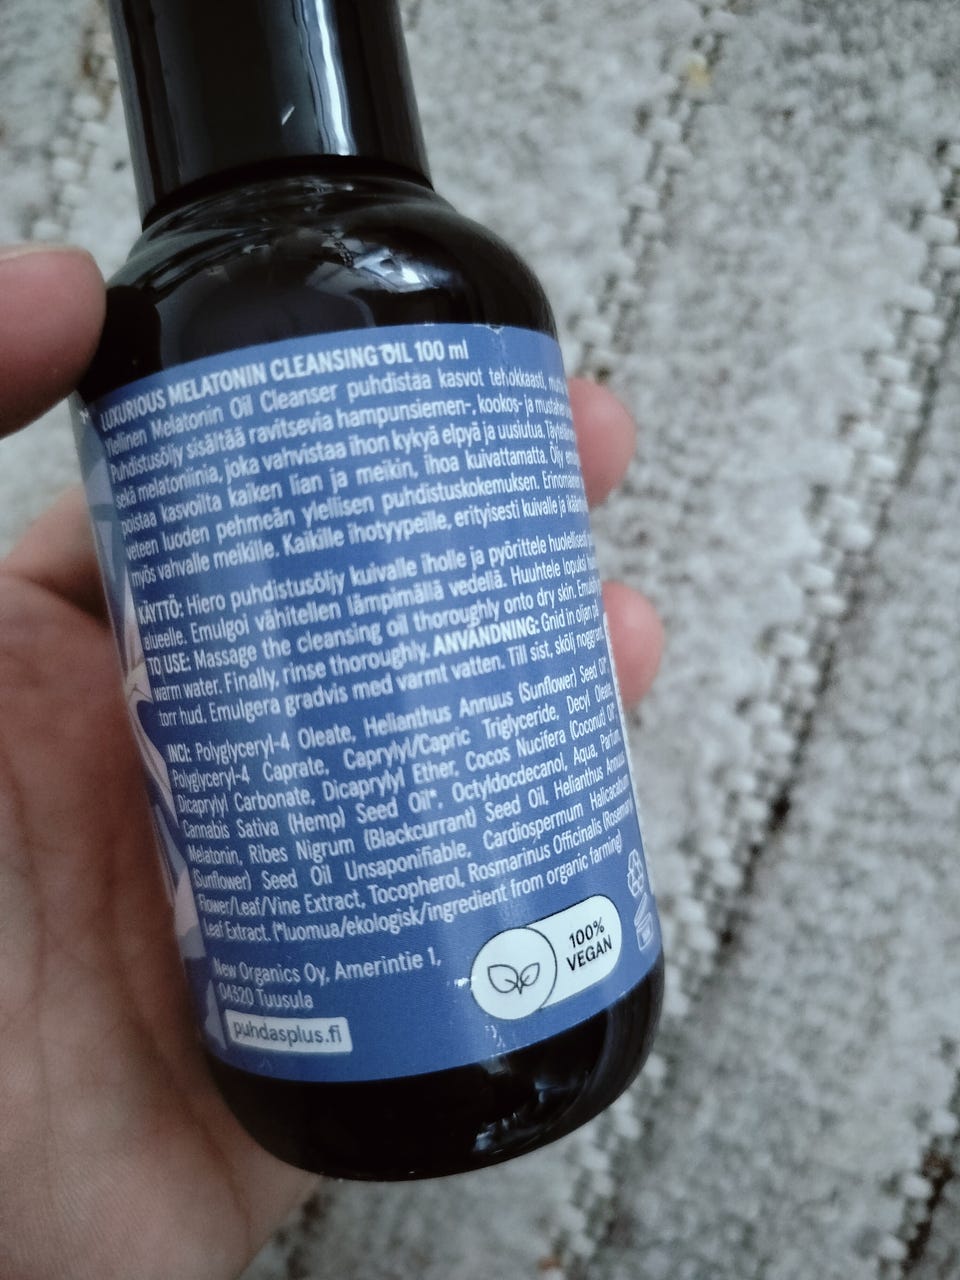 LUXURIOUS MELATONIN CLEANSING OIL 100 ml
Ylellinen Melatonin Oil Cleanser puhdistaa kasvot tehokkaasti,
Puhdistusöljy sisältää ravitsevia hampunsiemen-, kookos- ja
sekä melatoniinia, joka vahvistaa ihon kykyä elpyä ja uusiutua.
poistaa kasvoilta kaiken lian ja meikin, ihoa kuivattamatta. Öljy
veteen luoden pehmeän ylellisen puhdistuskokemuksen.
myös vahvalle meikille. Kaikille ihotyypeille, erityisesti kuivalle ja
KÄYTTÖ: Hiero puhdistusöljy kuivalle iholle ja pyörittele huolellisesti
alueelle. Emulgoi vähitellen lämpimällä vedellä. Huuhtele lopuksi
TO USE: Massage the cleansing oil thoroughly onto dry skin.
warm water. Finally, rinse thoroughly. ANVÄNDNING: Gnid in oljan på
torr hud. Emulgera gradvis med varmt vatten. Till sist, skölj noggrant.
INCI: Polyglyceryl-4 Oleate, Helianthus Annuus (Sunflower) Seed Oil*,
Polyglyceryl-4 Caprate, Caprylyl/Capric Triglyceride, Decyl Oleate,
Dicaprylyl Carbonate, Dicaprylyl Ether, Cocos Nucifera (Coconut) Oil*,
Cannabis Sativa (Hemp) Seed Oil*, Octyldocdecanol, Aqua, Parfum,
Melatonin, Ribes Nigrum (Blackcurrant) Seed Oil, Helianthus Annuus
(Sunflower) Seed Oil Unsaponifiable, Cardiospermum Halicacabum
Flower/Leaf/Vine Extract, Tocopherol, Rosmarinus Officinalis (Rosemary)
Leaf Extract. (*luomua/ekologisk/ingredient from organic farming)
New Organics Oy, Amerintie 1,
04320 Tuusula
puhdasplus.fi
100%
VEGAN